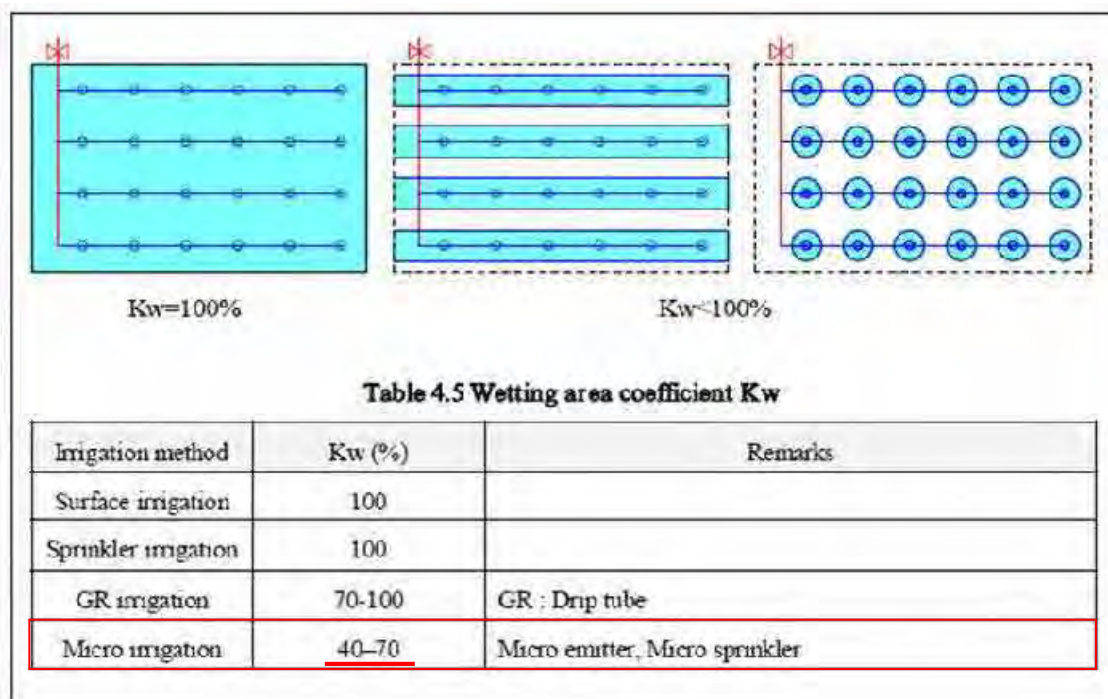 Kw=100%
Kw<100%
Table 4.5 Wetting area coefficient Kw
Irrigation method Kw (%) Remarks
Surface irrigation 100
Sprinkler irrigation 100
GR irrigation 70-100 GR : Drip tube
Micro irrigation 40–70 Micro emitter, Micro sprinkler